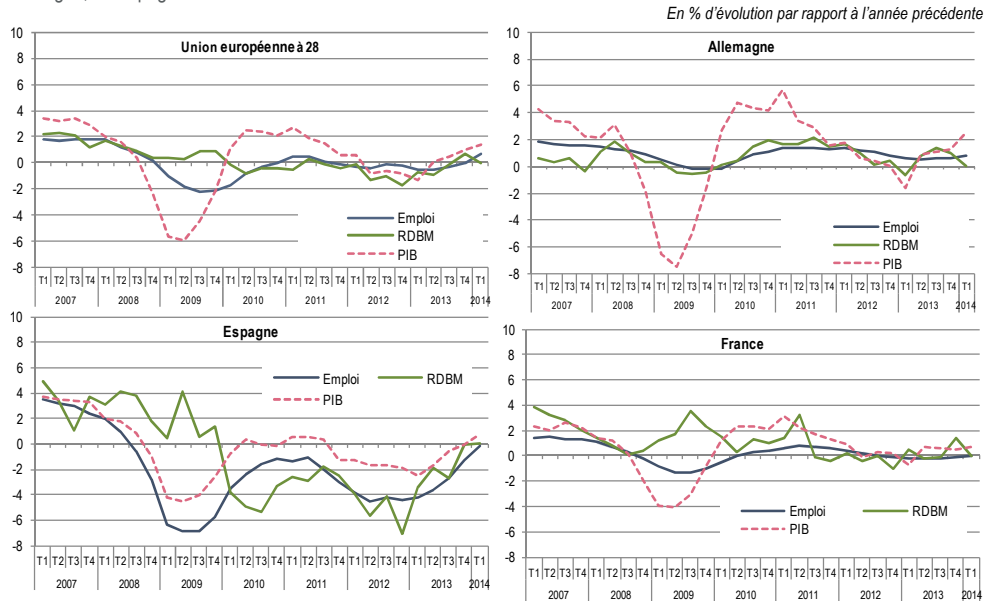 En % d'évolution par rapport à l'année précédente
Union européenne à 28
10
8
6
4
2
0
-2
-4
-6
-8
Emploi
RDBM
PIB
T1 T2 T3 T4 T1 T2 T3 T4 T1 T2 T3 T4 T1 T2 T3 T4 T1 T2 T3 T4 T1 T2 T3 T4 T1 T2 T3 T4 T1
2007 2008 2009 2010 2011 2012 2013 2014
Allemagne
10
8
6
4
2
0
-2
-4
-6
-8
Emploi
RDBM
PIB
T1 T2 T3 T4 T1 T2 T3 T4 T1 T2 T3 T4 T1 T2 T3 T4 T1 T2 T3 T4 T1 T2 T3 T4 T1 T2 T3 T4 T1
2007 2008 2009 2010 2011 2012 2013 2014
Espagne
10
8
6
4
2
0
-2
-4
-6
-8
Emploi RDBM
PIB
T1 T2 T3 T4 T1 T2 T3 T4 T1 T2 T3 T4 T1 T2 T3 T4 T1 T2 T3 T4 T1 T2 T3 T4 T1 T2 T3 T4 T1
2007 2008 2009 2010 2011 2012 2013 2014
France
10
8
6
4
2
0
-2
-4
-6
-8
Emploi RDBM
PIB
T1 T2 T3 T4 T1 T2 T3 T4 T1 T2 T3 T4 T1 T2 T3 T4 T1 T2 T3 T4 T1 T2 T3 T4 T1 T2 T3 T4 T1
2007 2008 2009 2010 2011 2012 2013 2014